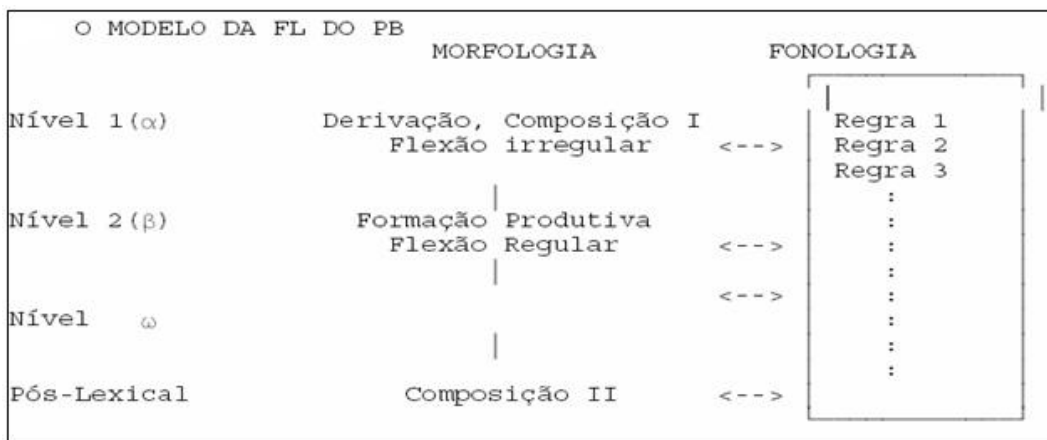 O MODELO DA FL DO PB
MORFOLOGIA FONOLOGIA
Nível 1(α) Derivação, Composição I Regra 1
Flexão irregular <--> Regra 2
Regra 3
:
Nível 2(β) Formação Produtiva :
Flexão Regular <--> :
:
<--> :
Nível ω :
:
:
Pós-Lexical Composição II <-->